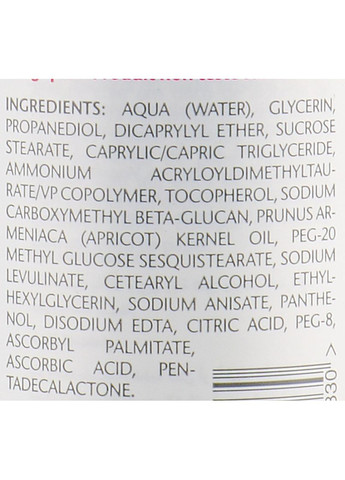 INGREDIENTS: AQUA (WATER), GLYCERIN,
PROPANEDIOL, DICAPRYLYL ETHER, SUCROSE
STEARATE, CAPRYLIC/CAPRIC TRIGLYCERIDE,
AMMONIUM ACRYLOYLDIMETHYLTAU-
RATE/VP COPOLYMER, TOCOPHEROL, SODIUM
CARBOXYMETHYL BETA-GLUCAN, PRUNUS AR-
MENIACA (APRICOT) KERNEL OIL, PEG-20
METHYL GLUCOSE SESQUISTEARATE, SODIUM
LEVULINATE, CETEARYL ALCOHOL, ETHYL-
HEXYLGLYCERIN, SODIUM ANISATE, PANTHE-
NOL, DISODIUM EDTA, CITRIC ACID, PEG-8,
ASCORBYL PALMITATE,
ASCORBIC ACID, PEN-
TADECALACTONE.
330 >